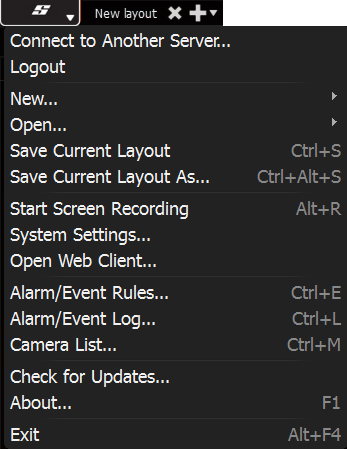 New layout
Connect to Another Server...
Logout
New...
Open...
Save Current Layout Ctrl+S
Save Current Layout As... Ctrl+Alt+S
Start Screen Recording Alt+R
System Settings...
Open Web Client...
Alarm/Event Rules... Ctrl+E
Alarm/Event Log... Ctrl+L
Camera List... Ctrl+M
Check for Updates...
About... F1
Exit Alt+F4